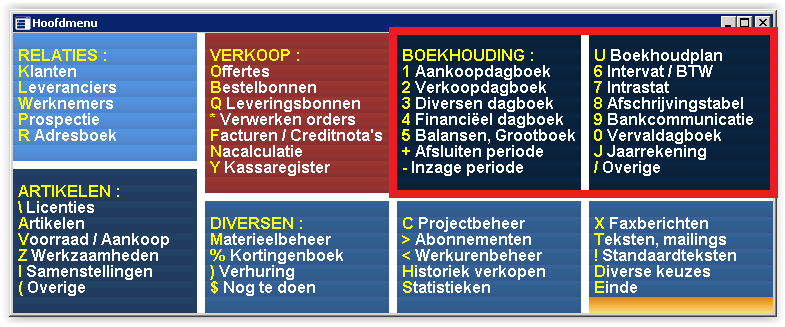 Hoofdmenu
RELATIES :
Klanten
Leveranciers
Werknemers
Prospectie
R Adresboek
ARTIKELEN :
\ Licenties
Artikelen
Voorraad / Aankoop
Z Werkzaamheden
I Samenstellingen
( Overige
VERKOOP :
Offertes
Bestelbonnen
Q Leveringsbonnen
* Verwerken orders
Facturen / Creditnota's
Nacalculatie
Y Kassaregister
DIVERSEN :
Materieelbeheer
% Kortingenboek
) Verhuring
$ Nog te doen
BOEKHOUDING :
1 Aankoopdagboek
2 Verkoopdagboek
3 Diversen dagboek
4 Financiëel dagboek
5 Balansen, Grootboek
+ Afsluiten periode
- Inzage periode
C Projectbeheer
> Abonnementen
< Werkurenbeheer
Historiek verkopen
Statistieken
U Boekhoudplan
6 Intervat / BTW
7 Intrastat
8 Afschrijvingstabel
9 Bankcommunicatie
0 Vervaldagboek
J Jaarrekening
/ Overige
X Faxberichten
Teksten, mailings
! Standaardteksten
Diverse keuzes
Einde